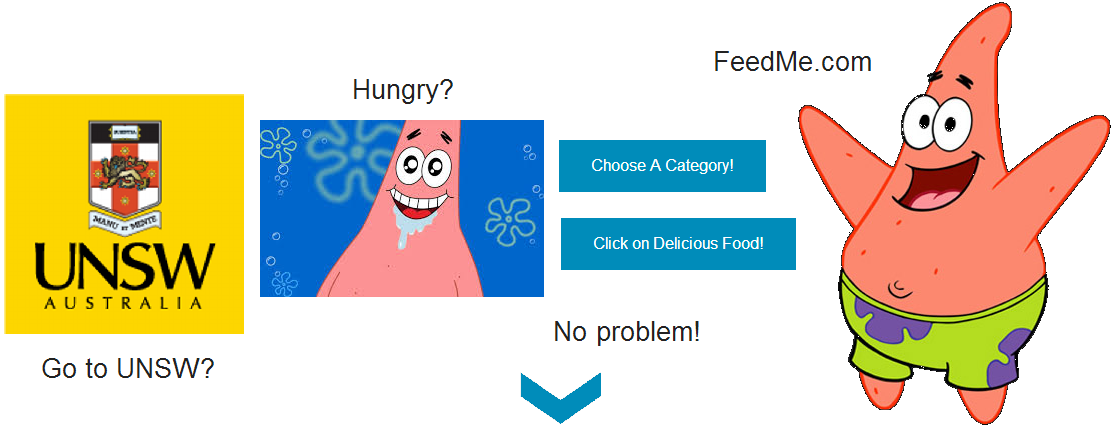 SCIENTIA
MANU ET MENTE
UNSW
AUSTRALIA
Go to UNSW?
Hungry?
Choose A Category!
Click on Delicious Food!
No problem!
FeedMe.com